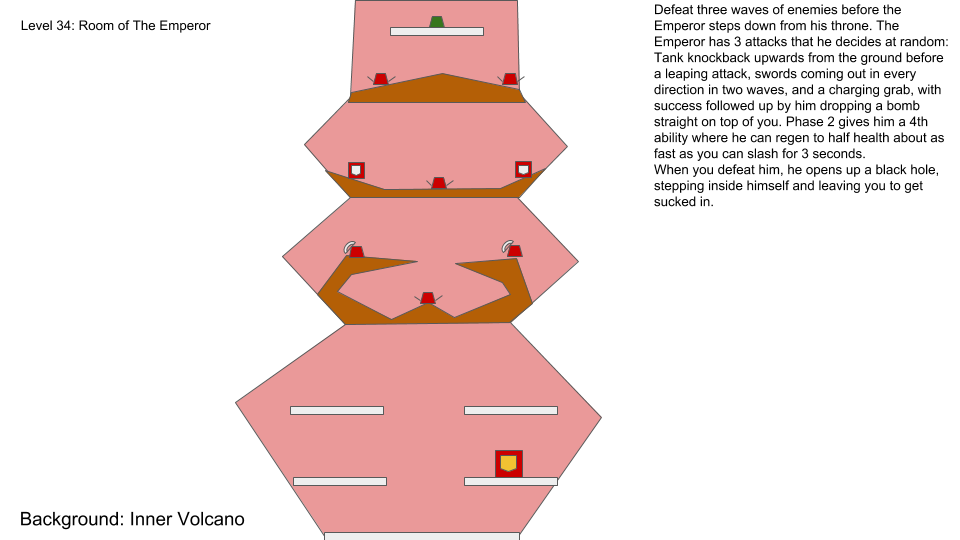 Level 34: Room of The Emperor
Defeat three waves of enemies before the
Emperor steps down from his throne. The
Emperor has 3 attacks that he decides at random:
Tank knockback upwards from the ground before
a leaping attack, swords coming out in every
direction in two waves, and a charging grab, with
success followed up by him dropping a bomb
straight on top of you. Phase 2 gives him a 4th
ability where he can regen to half health about as
fast as you can slash for 3 seconds.
When you defeat him, he opens up a black hole,
stepping inside himself and leaving you to get
sucked in.
Background: Inner Volcano